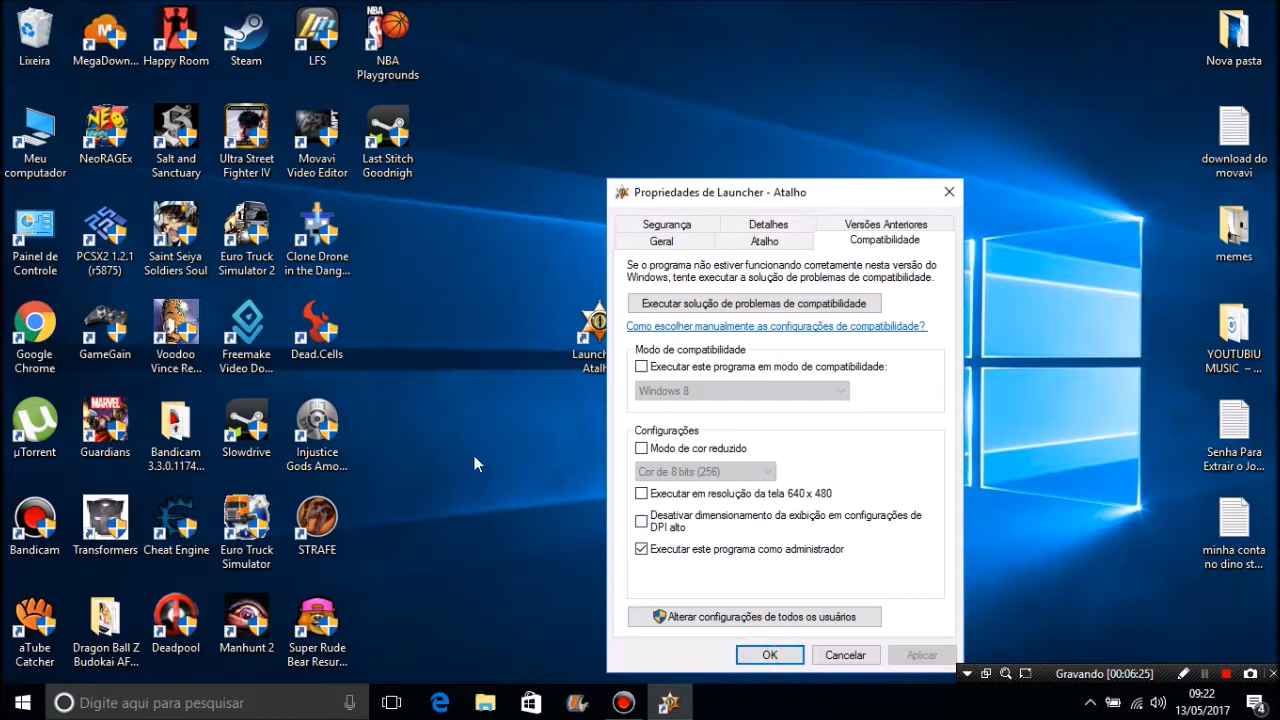 Lixeira
MegaDown...
Happy Room
Steam
LFS
NBA
Playgrounds
Nova pasta
Meu
computador
NeoRAGEx
Salt and
Sanctuary
Ultra Street
Fighter IV
Movavi
Video Editor
Last Stitch
Goodnigh
download do
movavi
Painel de
Controle
PCSX2 1.2.1
(r5875)
Saint Seiya
Soldiers Soul
Euro Truck
Simulator 2
Clone Drone
in the Dang...
memes
Google
Chrome
GameGain
Voodoo
Vince Re...
Freemake
Video Do...
Dead.Cells
YOUTUBIU
MUSIC – ...
µTorrent
Guardians
Bandicam
3.3.0.1174...
Slowdrive
Injustice
Gods Amo...
Senha Para
Extrair o Jo...
Bandicam
Transformers
Cheat Engine
Euro Truck
Simulator
STRAFE
minha conta
no dino st...
aTube
Catcher
Dragon Ball Z
Budokai AF...
Deadpool
Manhunt 2
Super Rude
Bear Resur...
Propriedades de Launcher - Atalho
Segurança
Detalhes
Versões Anteriores
Geral
Atalho
Compatibilidade
Se o programa não estiver funcionando corretamente nesta versão do
Windows, tente executar a solução de problemas de compatibilidade.
Executar solução de problemas de compatibilidade
Como escolher manualmente as configurações de compatibilidade?
Modo de compatibilidade
Executar este programa em modo de compatibilidade:
Windows 8
Configurações
Modo de cor reduzido
Cor de 8 bits (256)
Executar em resolução da tela 640 x 480
Desativar dimensionamento da exibição em configurações de
DPI alto
Executar este programa como administrador
Alterar configurações de todos os usuários
OK
Cancelar
Aplicar
Gravando [00:06:25]
Digite aqui para pesquisar
09:22
13/05/2017
4